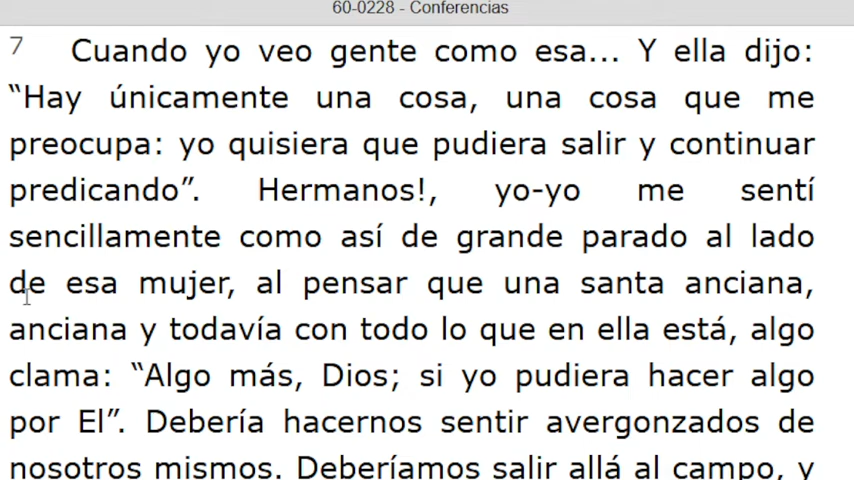 60-0228 - Conferencias
7 Cuando yo veo gente como esa... Y ella dijo:
“Hay únicamente una cosa, una cosa que me
preocupa: yo quisiera que pudiera salir y continuar
predicando”. Hermanos!, yo-yo me sentí
sencillamente como así de grande parado al lado
de esa mujer, al pensar que una santa anciana,
anciana y todavía con todo lo que en ella está, algo
clama: “Algo más, Dios; si yo pudiera hacer algo
por El”. Debería hacernos sentir avergonzados de
nosotros mismos. Deberíamos salir allá al campo, y